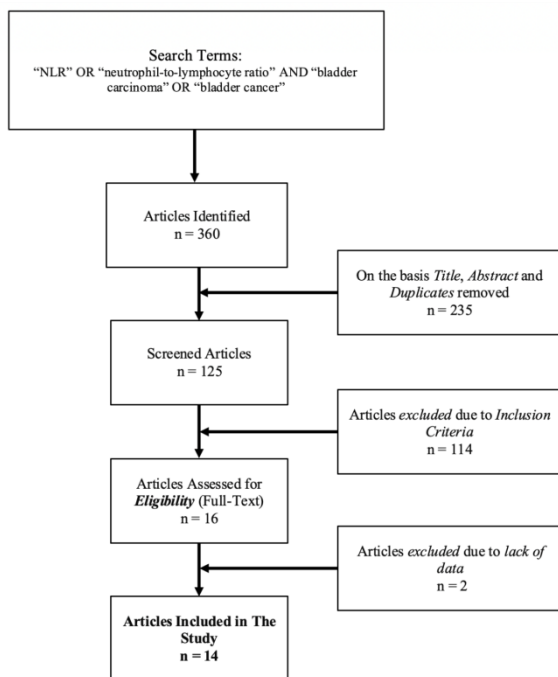 Search Terms:
“NLR” OR “neutrophil-to-lymphocyte ratio” AND “bladder
carcinoma” OR “bladder cancer”
Articles Identified
n = 360
On the basis Title, Abstract and
Duplicates removed
n = 235
Screened Articles
n = 125
Articles excluded due to Inclusion
Criteria
n = 114
Articles Assessed for
Eligibility (Full-Text)
n = 16
Articles excluded due to lack of
data
n = 2
Articles Included in The
Study
n = 14